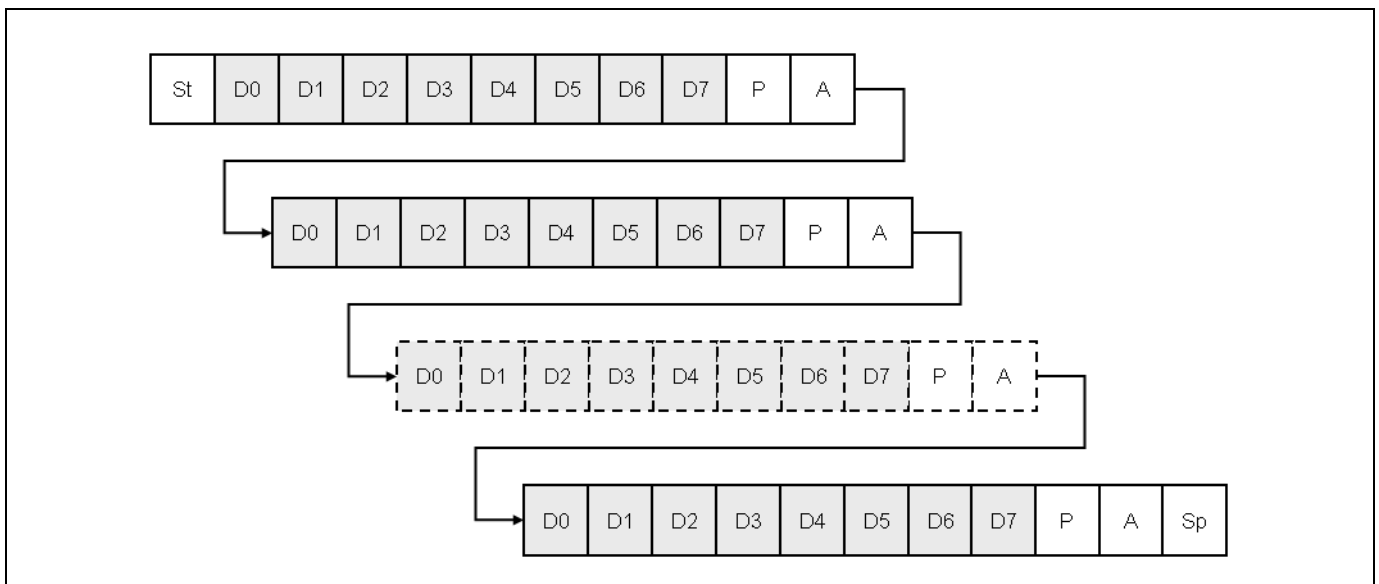 St D0 D1 D2 D3 D4 D5 D6 D7 P A
D0 D1 D2 D3 D4 D5 D6 D7 P A
D0 D1 D2 D3 D4 D5 D6 D7 P A
D0 D1 D2 D3 D4 D5 D6 D7 P A Sp